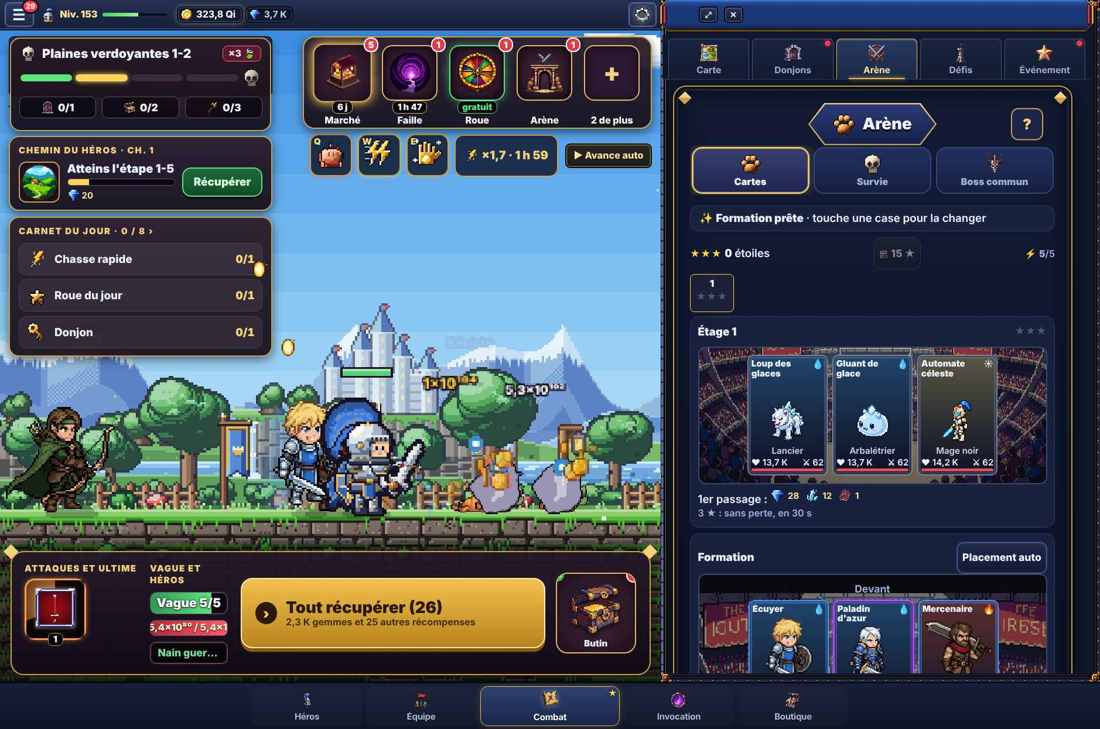 29
Niv. 153
323,8 Qi
3,7 K
Plaines verdoyantes 1-2
×3
0/1
0/2
0/3
CHEMIN DU HÉROS · CH. 1
Atteins l'étape 1-5
20
Récupérer
CARNET DU JOUR · 0 / 8 ›
Chasse rapide 0/1
Roue du jour 0/1
Donjon 0/1
5
1
1
1
6 j
1 h 47
gratuit
Marché
Faille
Roue
Arène
2 de plus
Q
W
E
×1,7 · 1 h 59
Avance auto
1×10¹⁸⁴
5,3×10¹⁸²
ATTAQUES ET ULTIME
1
VAGUE ET HÉROS
Vague 5/5
Nain guer...
Tout récupérer (26)
2,3 K gemmes et 25 autres récompenses
Butin
Héros
Équipe
Combat
Invocation
Boutique
Carte
Donjons
Arène
Défis
Événement
Arène
?
Cartes
Survie
Boss commun
Formation prête · touche une case pour la changer
0 étoiles
15 ★
5/5
1
Étage 1
Loup des glaces
Lancier
13,7 K
62
Gluant de glace
Arbalétrier
13,7 K
62
Automate céleste
Mage noir
14,2 K
62
1er passage : 28 12 1
3 ★ : sans perte, en 30 s
Formation
Placement auto
Devant
Écuyer
Paladin d'azur
Mercenaire